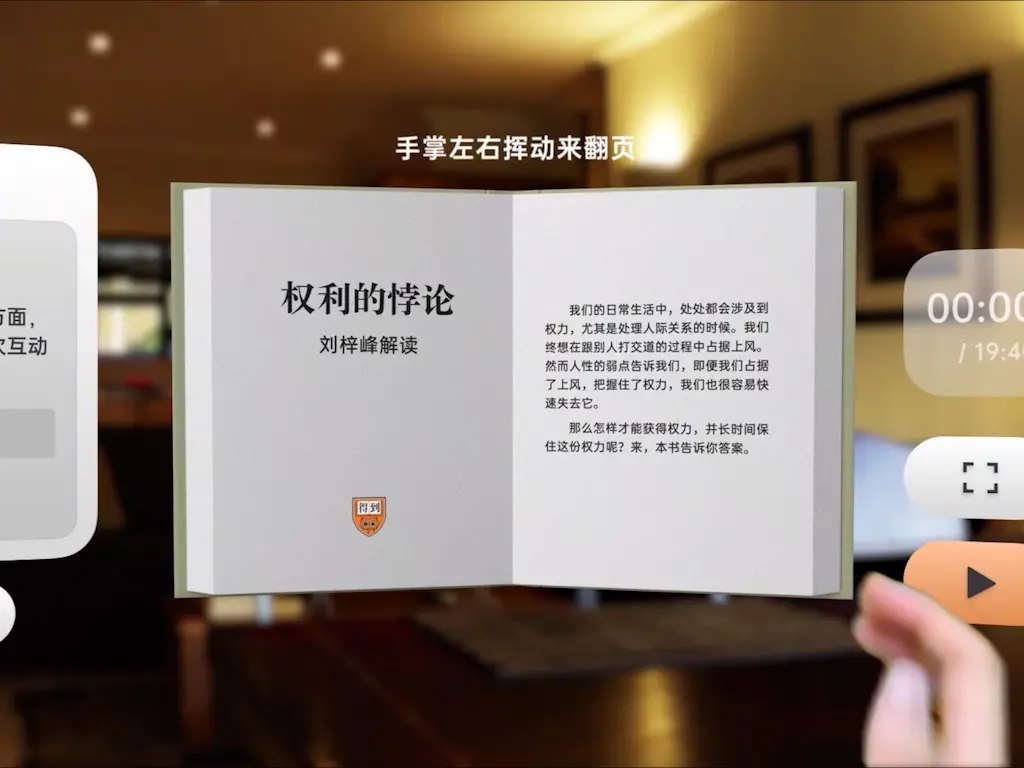 手掌左右挥动来翻页
方面，
互动
权利的悖论
刘梓峰解读
得到
我们的日常生活中，处处都会涉及到
权力，尤其是处理人际关系的时候。我们
终想在跟别人打交道的过程中占据上风。
然而人性的弱点告诉我们，即便我们占据
了上风，把握住了权力，我们也很容易快
速失去它。
那么怎样才能获得权力，并长时间保
住这份权力呢？来，本书告诉你答案。
00:00
/ 19:4